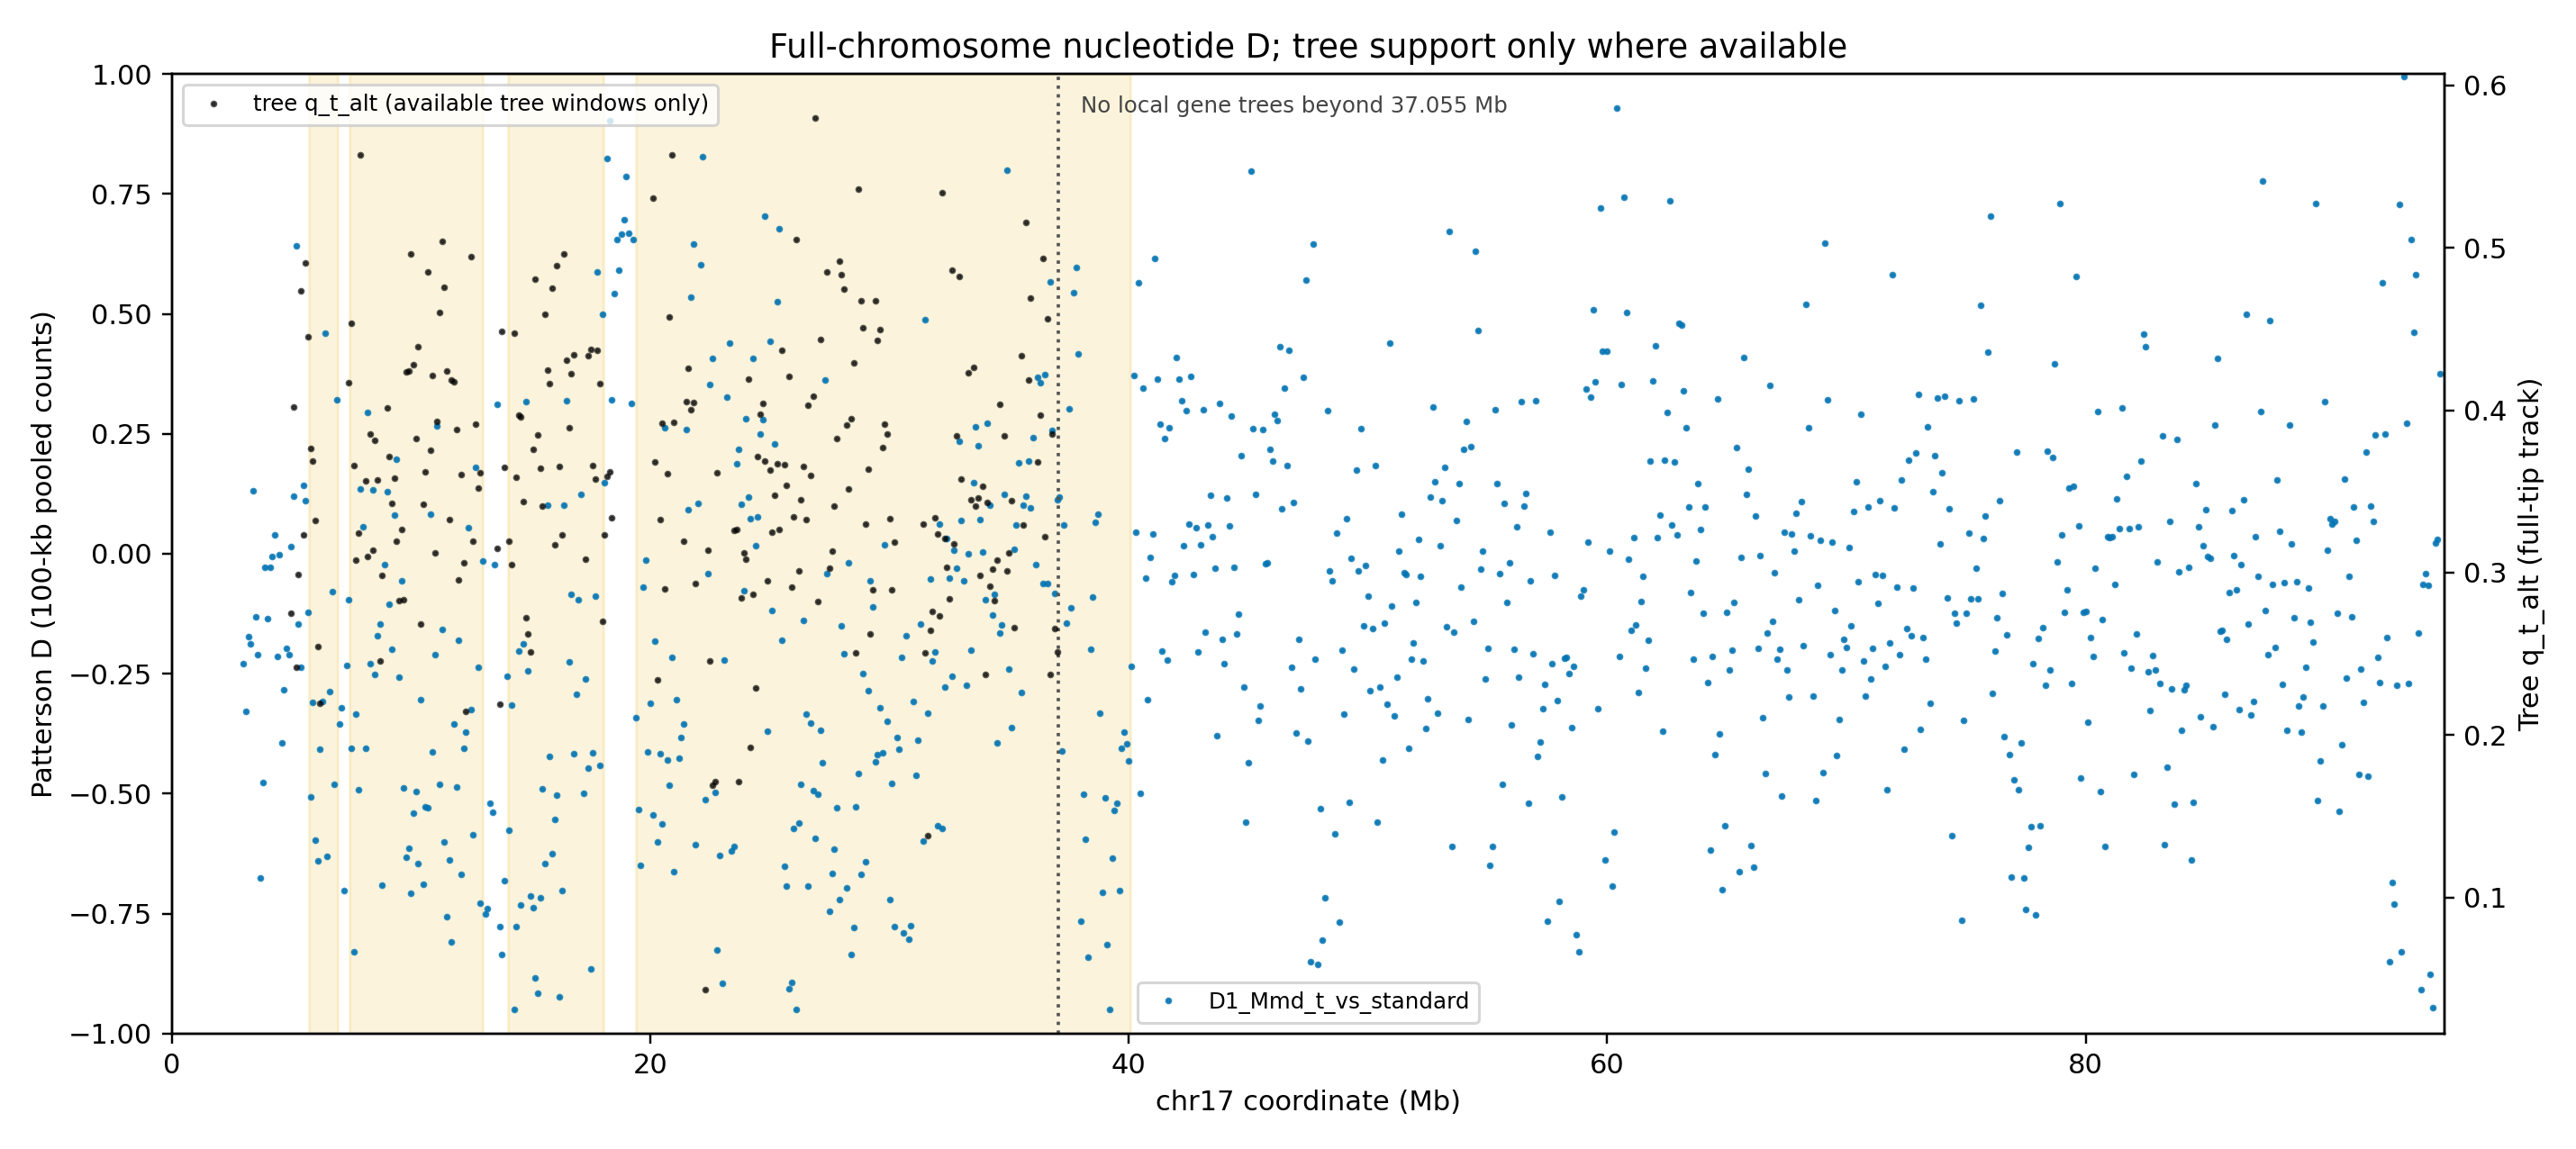 Full-chromosome nucleotide D; tree support only where available
tree q_t_alt (available tree windows only)
No local gene trees beyond 37.055 Mb
1.00
0.75
0.50
0.25
0.00
−0.25
−0.50
−0.75
−1.00
Patterson D (100-kb pooled counts)
0.6
0.5
0.4
0.3
0.2
0.1
Tree q_t_alt (full-tip track)
D1_Mmd_t_vs_standard
0
20
40
60
80
chr17 coordinate (Mb)